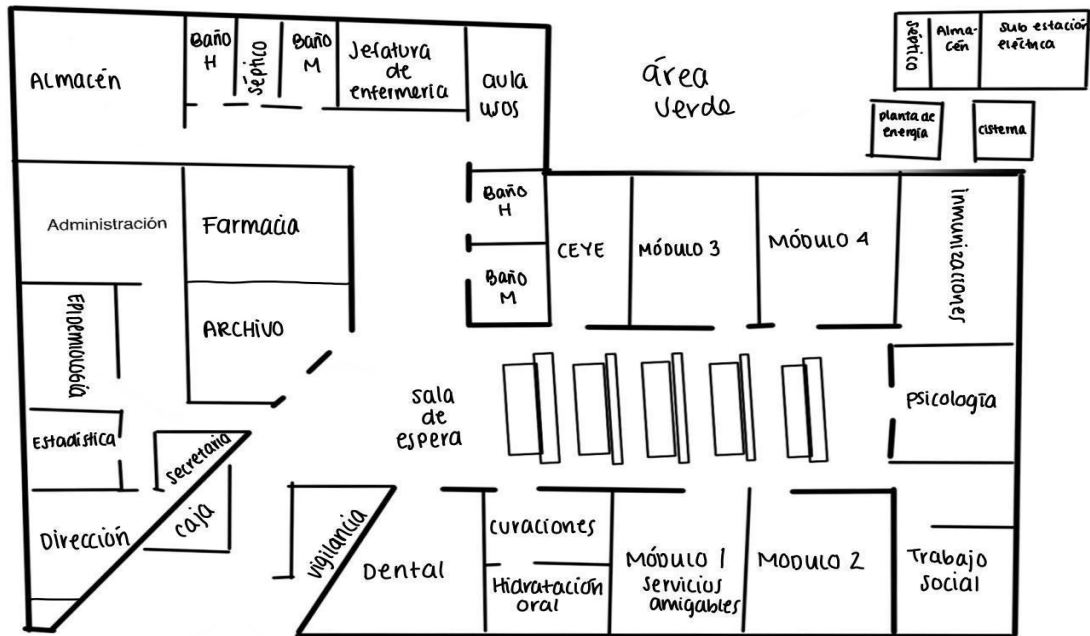 ALMACÉN
Baño
H
séptico
Baño
M
Jefatura
de
enfermería
aula
usos
área
verde
séptico
Alma-
cén
sub estación
eléctrica
planta de
energía
cisterna
Administración
Farmacia
Baño
H
Baño
M
CEYE
MÓDULO 3
MÓDULO 4
inmunizaciones
Epidemiología
ARCHIVO
sala
de
espera
psicología
Estadística
secretaria
Dirección
caja
vigilancia
Dental
curaciones
Hidratación
oral
MÓDULO 1
servicios
amigables
MODULO 2
Trabajo
social